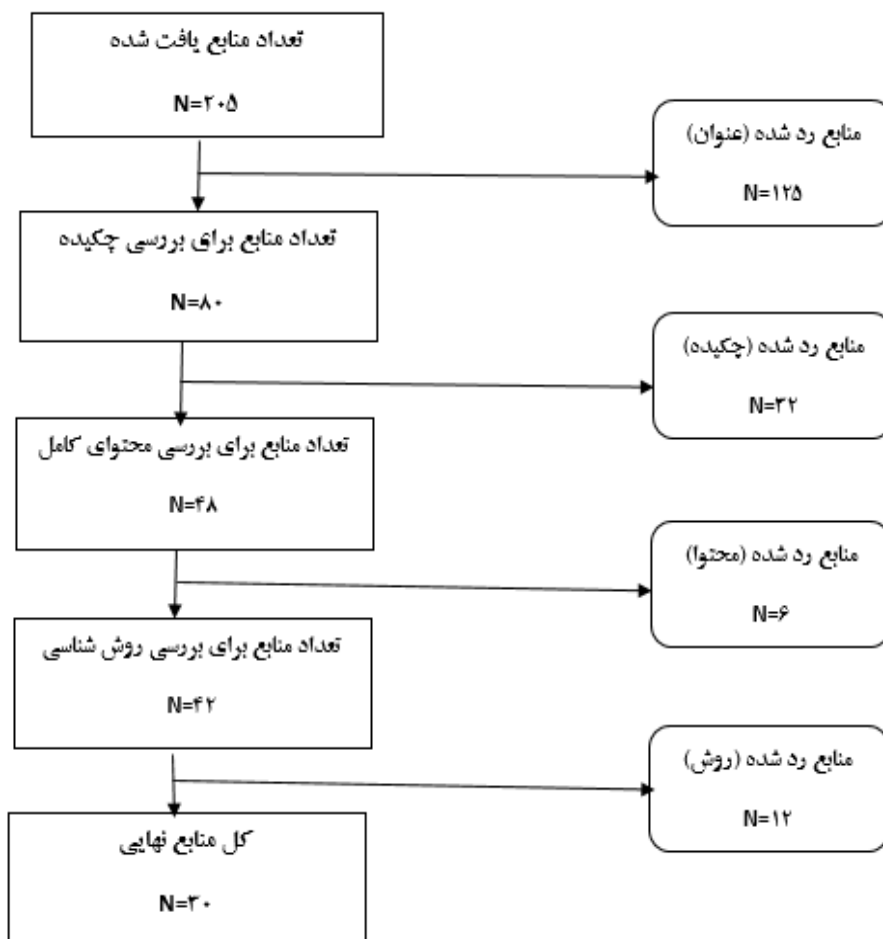 تعداد منابع یافت شده
N=۲۰۵
منابع رد شده (عنوان)
N=۱۲۵
تعداد منابع برای بررسی چکیده
N=۸۰
منابع رد شده (چکیده)
N=۳۲
تعداد منابع برای بررسی محتوای کامل
N=۴۸
منابع رد شده (محتوا)
N=۶
تعداد منابع برای بررسی روش شناسی
N=۴۲
منابع رد شده (روش)
N=۱۲
کل منابع نهایی
N=۳۰